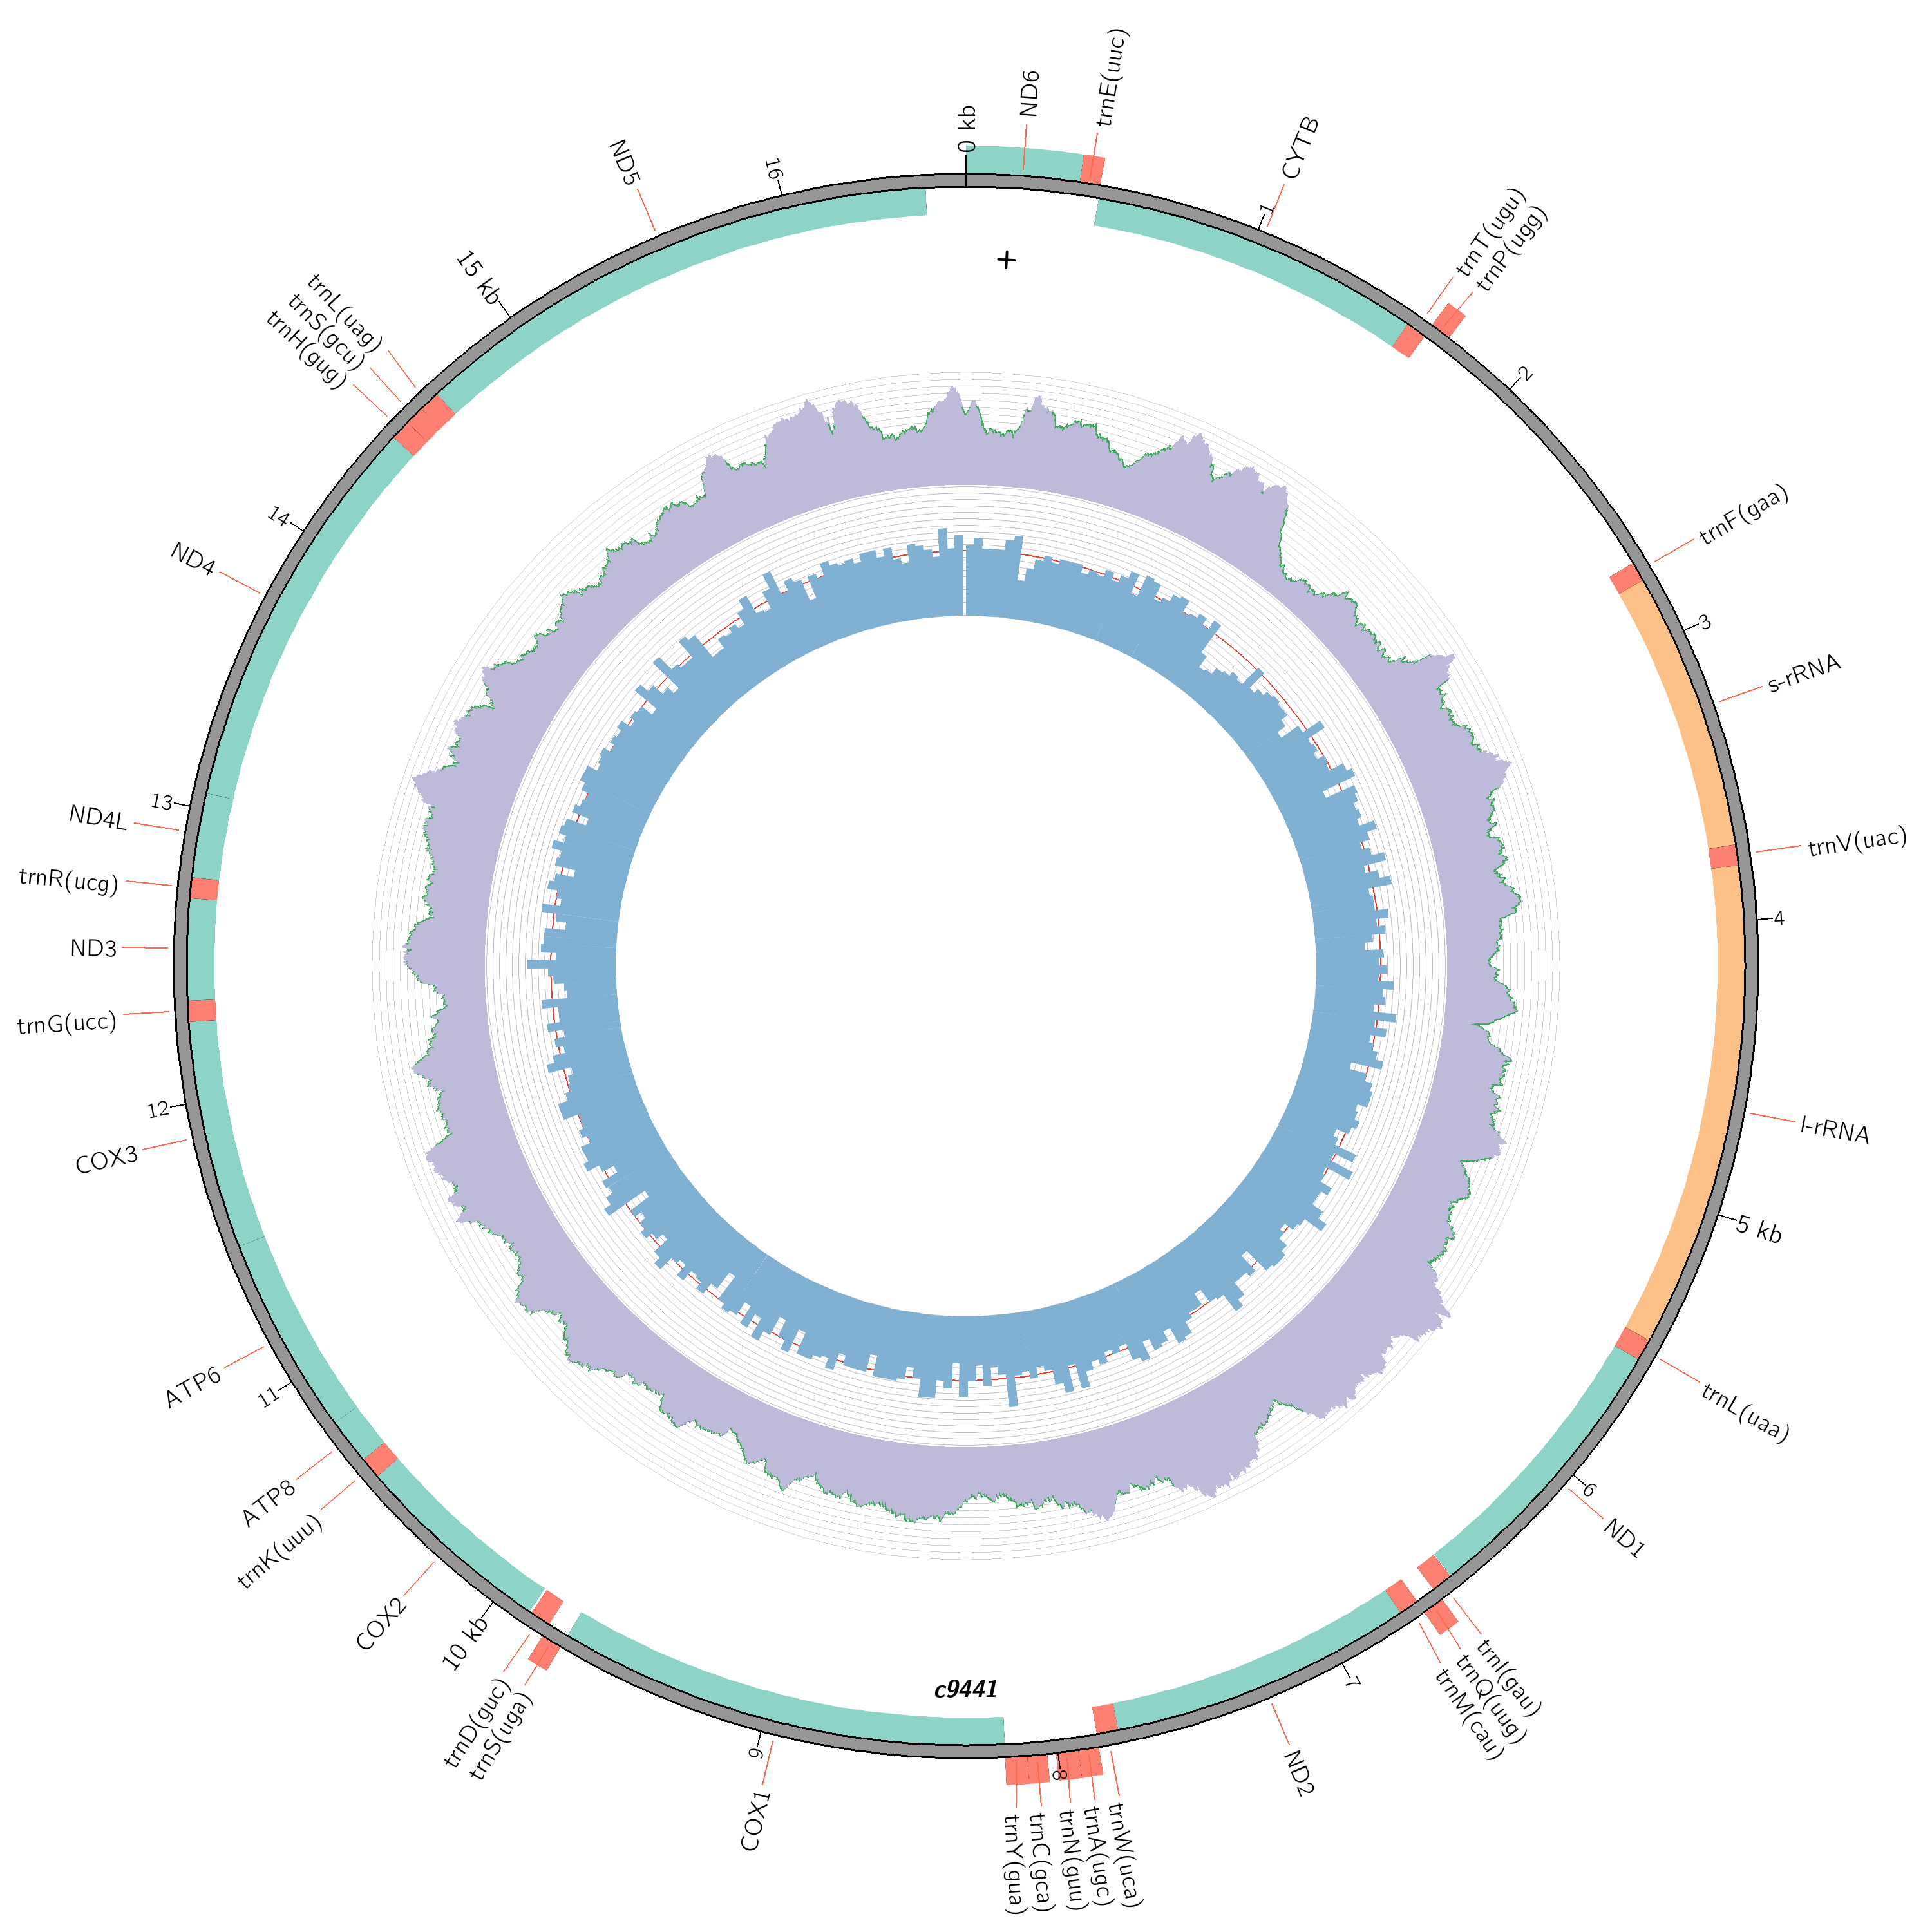 0 kb
ND6
trnE(uuc)
1
CYTB
trnT(ugu)
trnP(ugg)
2
trnF(gaa)
3
s-rRNA
trnV(uac)
4
l-rRNA
5 kb
trnL(uaa)
6
ND1
trnI(gau)
trnQ(uug)
trnM(cau)
7
ND2
trnW(uca)
trnA(ugc)
8
trnN(guu)
trnC(gca)
trnY(gua)
COX1
9
trnS(uga)
trnD(guc)
10 kb
COX2
trnK(uuu)
ATP8
11
ATP6
COX3
12
trnG(ucc)
ND3
trnR(ucg)
ND4L
13
ND4
14
trnH(gug)
trnS(gcu)
trnL(uag)
15 kb
ND5
16
+
c9441